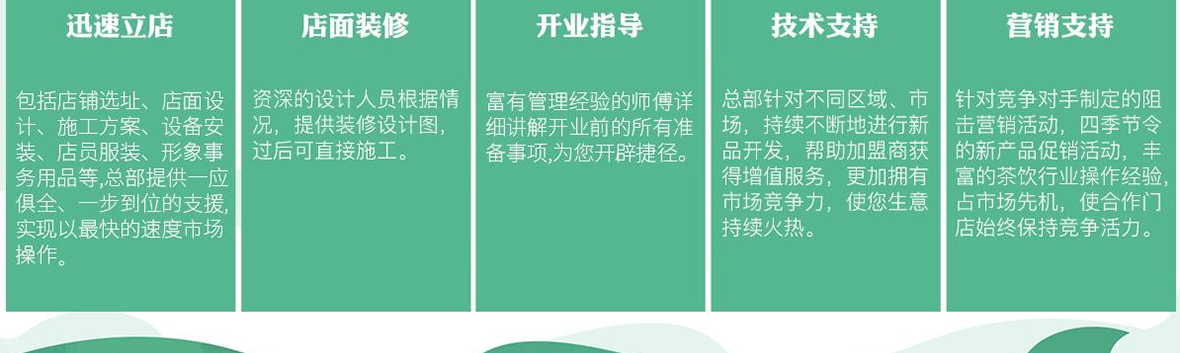 迅速立店
包括店铺选址、店面设
计、施工方案、设备安
装、店员服装、形象事
务用品等,总部提供一应
俱全、一步到位的支援,
实现以最快的速度市场
操作。
店面装修
资深的设计人员根据情
况，提供装修设计图，
过后可直接施工。
开业指导
富有管理经验的师傅详
细讲解开业前的所有准
备事项,为您开辟捷径。
技术支持
总部针对不同区域、市
场，持续不断地进行新
品开发，帮助加盟商获
得增值服务，更加拥有
市场竞争力，使您生意
持续火热。
营销支持
针对竞争对手制定的阻
击营销活动，四季节令
的新产品促销活动，丰
富的茶饮行业操作经验,
占市场先机，使合作门
店始终保持竞争活力。